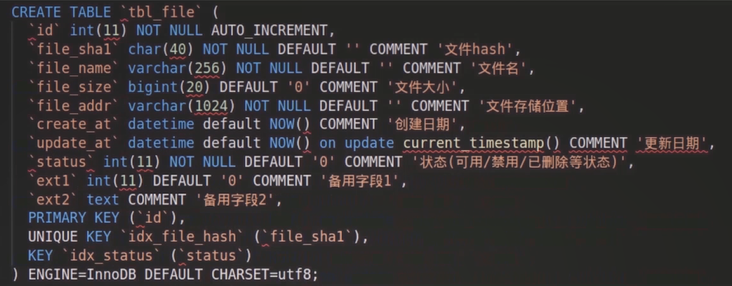 CREATE TABLE `tbl_file` (
`id` int(11) NOT NULL AUTO_INCREMENT,
`file_sha1` char(40) NOT NULL DEFAULT '' COMMENT '文件hash',
`file_name` varchar(256) NOT NULL DEFAULT '' COMMENT '文件名',
`file_size` bigint(20) DEFAULT '0' COMMENT '文件大小',
`file_addr` varchar(1024) NOT NULL DEFAULT '' COMMENT '文件存储位置',
`create_at` datetime default NOW() COMMENT '创建日期',
`update_at` datetime default NOW() on update current_timestamp() COMMENT '更新日期',
`status` int(11) NOT NULL DEFAULT '0' COMMENT '状态(可用/禁用/已删除等状态)',
`ext1` int(11) DEFAULT '0' COMMENT '备用字段1',
`ext2` text COMMENT '备用字段2',
PRIMARY KEY (`id`),
UNIQUE KEY `idx_file_hash` (`file_sha1`),
KEY `idx_status` (`status`)
) ENGINE=InnoDB DEFAULT CHARSET=utf8;